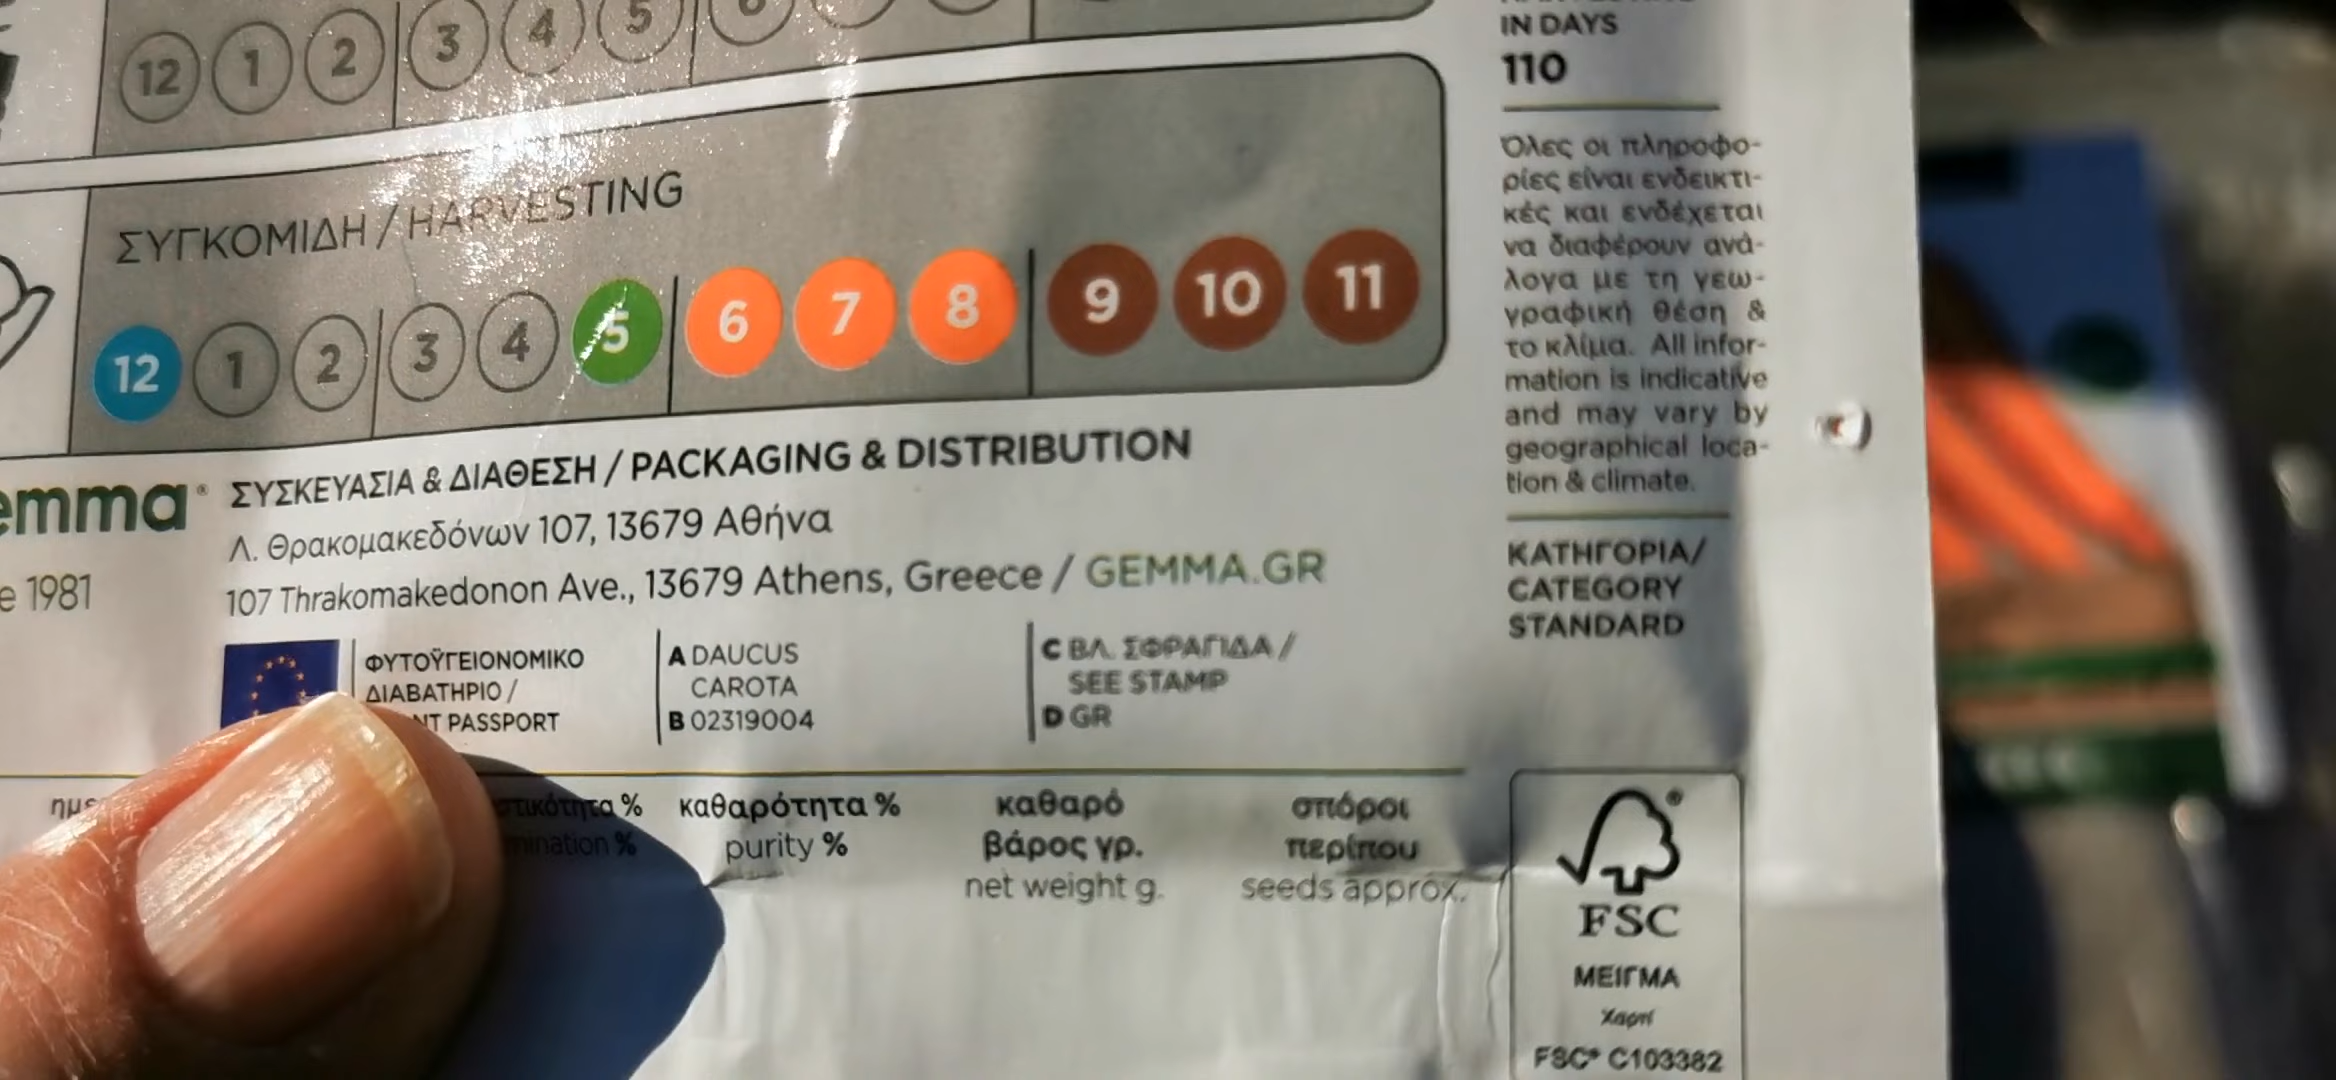 12 1 2 3 4 5 6
ΣΥΓΚΟΜΙΔΗ / HARVESTING
12 1 2 3 4 5 6 7 8 9 10 11
emma®
e 1981
ΣΥΣΚΕΥΑΣΙΑ & ΔΙΑΘΕΣΗ / PACKAGING & DISTRIBUTION
Λ. Θρακομακεδόνων 107, 13679 Αθήνα
107 Thrakomakedonon Ave., 13679 Athens, Greece / GEMMA.GR
ΦΥΤΟΫΓΕΙΟΝΟΜΙΚΟ
ΔΙΑΒΑΤΗΡΙΟ /
NT PASSPORT
A DAUCUS
CAROTA
B 02319004
C ΒΛ. ΣΦΡΑΓΙΔΑ /
SEE STAMP
D GR
καθαρότητα %
purity %
καθαρό
βάρος γρ.
net weight g.
σπόροι
περίπου
seeds approx.
IN DAYS
110
Όλες οι πληροφο-
ρίες είναι ενδεικτι-
κές και ενδέχεται
να διαφέρουν ανά-
λογα με τη γεω-
γραφική θέση &
το κλίμα. All infor-
mation is indicative
and may vary by
geographical loca-
tion & climate.
ΚΑΤΗΓΟΡΙΑ/
CATEGORY
STANDARD
FSC
ΜΕΙΓΜΑ
Χαρτί
FSC® C103382